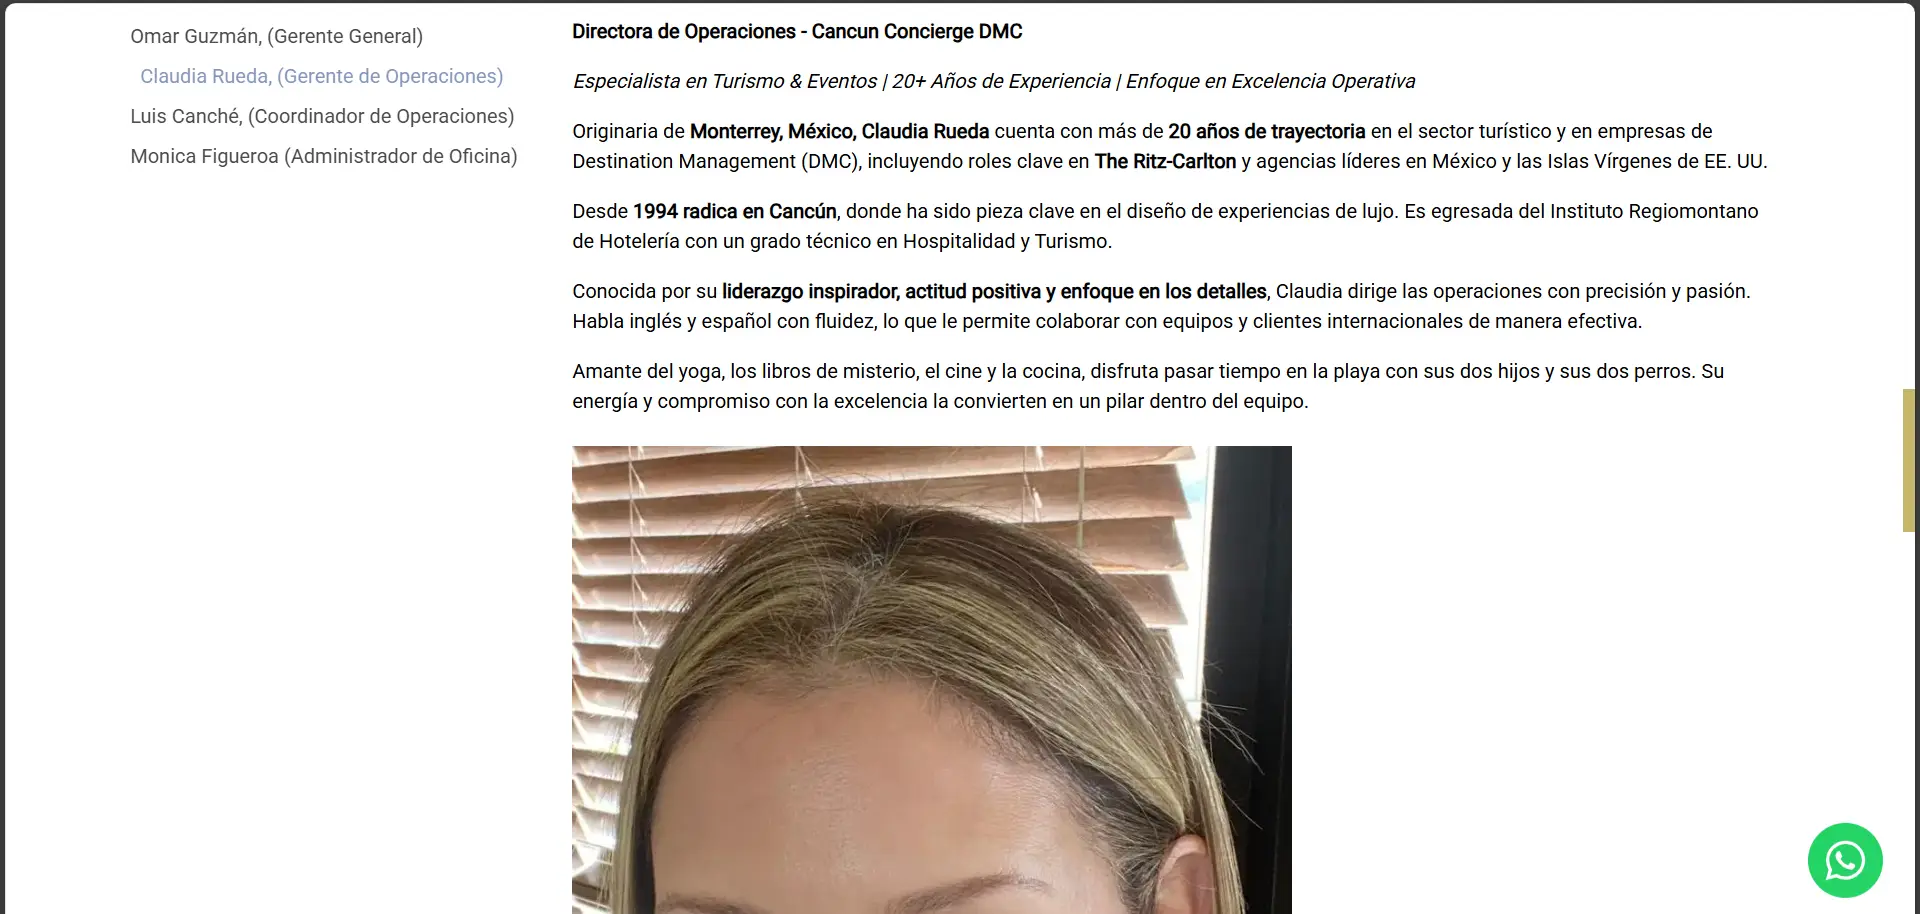 Omar Guzmán, (Gerente General)
Claudia Rueda, (Gerente de Operaciones)
Luis Canché, (Coordinador de Operaciones)
Monica Figueroa (Administrador de Oficina)
Directora de Operaciones - Cancun Concierge DMC
Especialista en Turismo & Eventos | 20+ Años de Experiencia | Enfoque en Excelencia Operativa
Originaria de Monterrey, México, Claudia Rueda cuenta con más de 20 años de trayectoria en el sector turístico y en empresas de
Destination Management (DMC), incluyendo roles clave en The Ritz-Carlton y agencias líderes en México y las Islas Vírgenes de EE. UU.
Desde 1994 radica en Cancún, donde ha sido pieza clave en el diseño de experiencias de lujo. Es egresada del Instituto Regiomontano
de Hotelería con un grado técnico en Hospitalidad y Turismo.
Conocida por su liderazgo inspirador, actitud positiva y enfoque en los detalles, Claudia dirige las operaciones con precisión y pasión.
Habla inglés y español con fluidez, lo que le permite colaborar con equipos y clientes internacionales de manera efectiva.
Amante del yoga, los libros de misterio, el cine y la cocina, disfruta pasar tiempo en la playa con sus dos hijos y sus dos perros. Su
energía y compromiso con la excelencia la convierten en un pilar dentro del equipo.